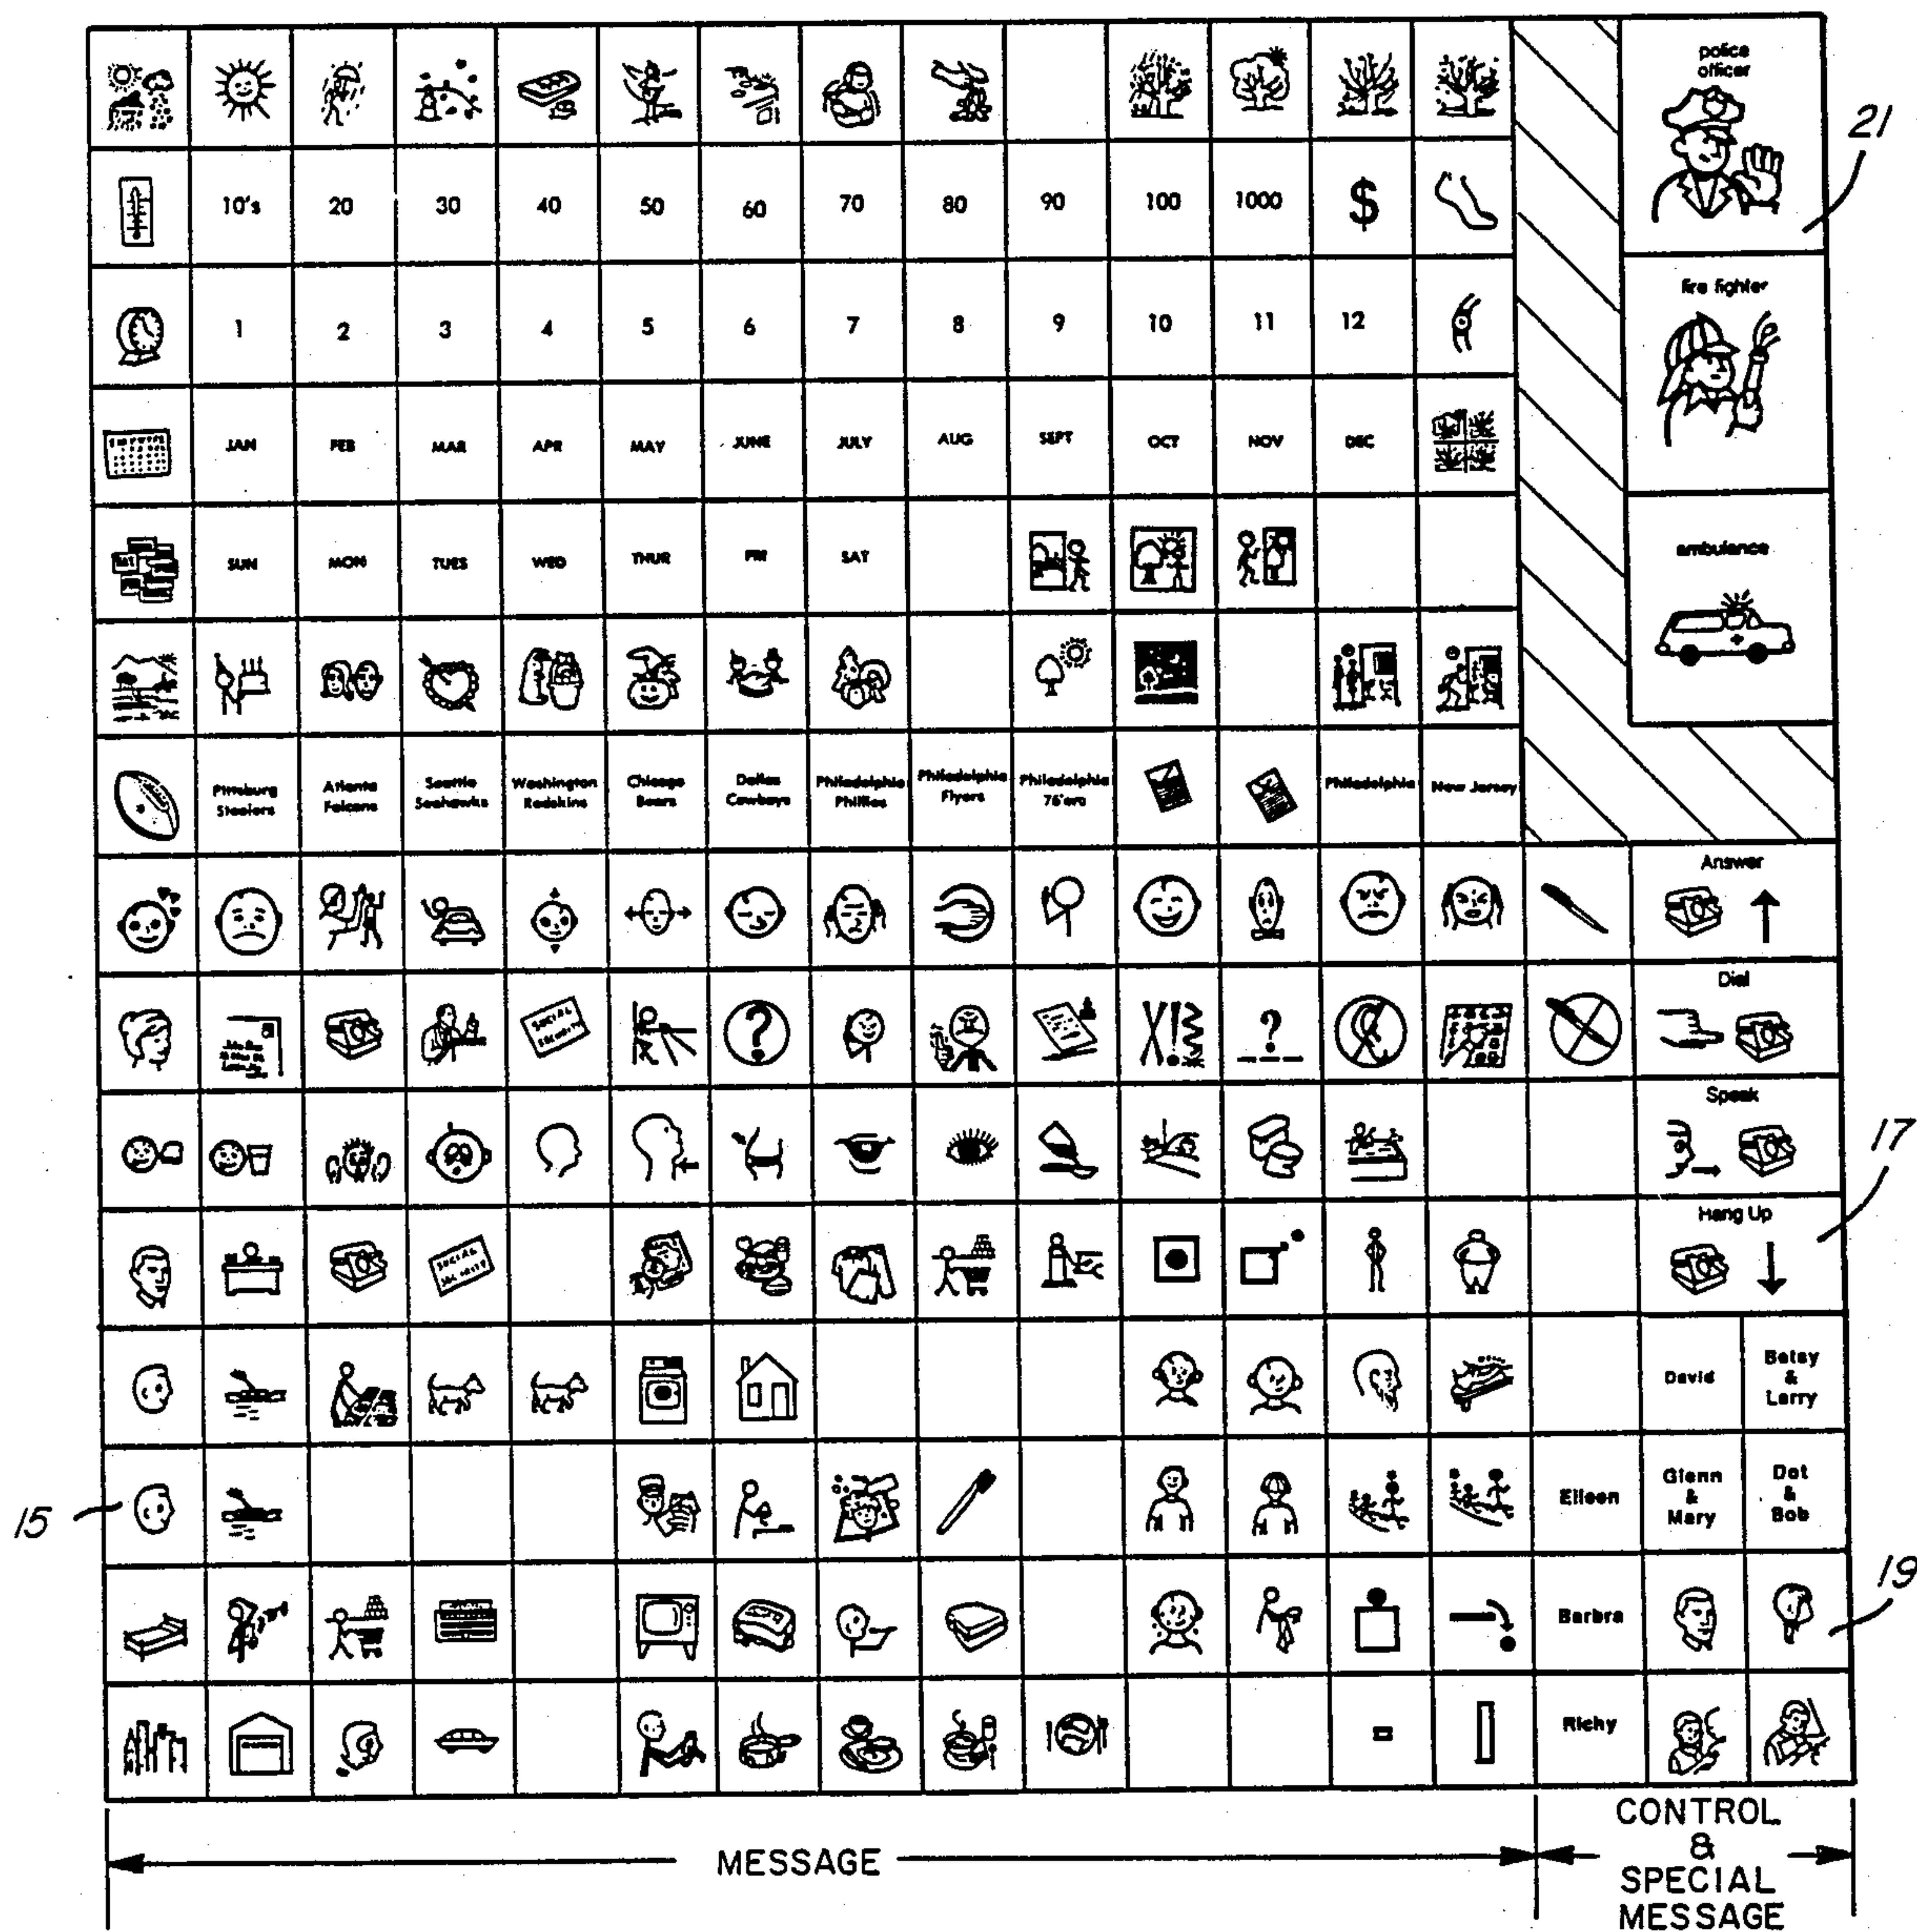 police
officer
21
10's 20 30 40 50 60 70 80 90 100 1000 $
fire fighter
1 2 3 4 5 6 7 8 9 10 11 12
JAN FEB MAR APR MAY JUNE JULY AUG SEPT OCT NOV DEC
ambulance
SUN MON TUES WED THUR FRI SAT
Pittsburg Steelers
Atlanta Falcons
Seattle Seahawks
Washington Redskins
Chicago Bears
Dallas Cowboys
Philadelphia Phillies
Philadelphia Flyers
Philadelphia 76'ers
Philadelphia
New Jersey
Answer
Dial
SOCIAL
SECURITY
?
X!
?
Speak
17
Hang Up
SOCIAL
SECURITY
David
Betsy
&
Larry
15
Eileen
Glenn
&
Mary
Dot
&
Bob
19
Barbra
Richy
MESSAGE
CONTROL
&
SPECIAL
MESSAGE